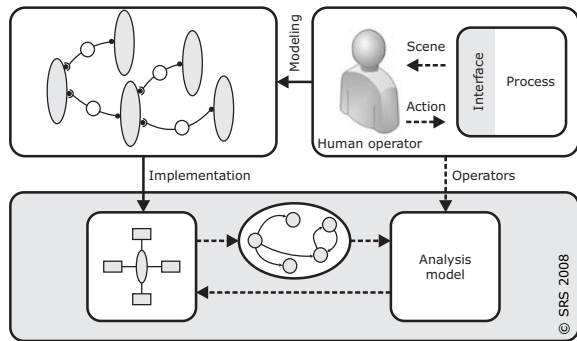 Modeling
Scene
Action
Human operator
Interface
Process
Implementation
Operators
Analysis
model
© SRS 2008